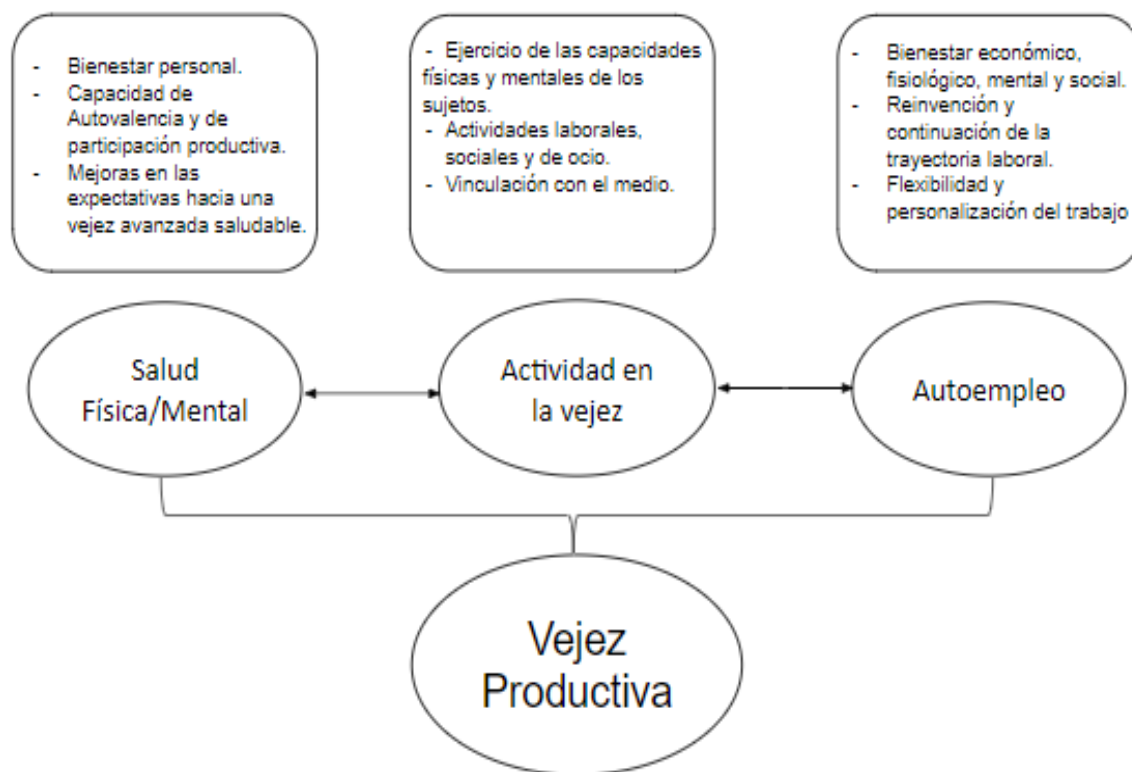 - Bienestar personal.
- Capacidad de
Autovalencia y de
participación productiva.
- Mejoras en las
expectativas hacia una
vejez avanzada saludable.
- Ejercicio de las capacidades
físicas y mentales de los
sujetos.
- Actividades laborales,
sociales y de ocio.
- Vinculación con el medio.
- Bienestar económico,
fisiológico, mental y social.
- Reinvención y
continuación de la
trayectoria laboral.
- Flexibilidad y
personalización del trabajo
Salud
Física/Mental
Actividad en
la vejez
Autoempleo
Vejez
Productiva